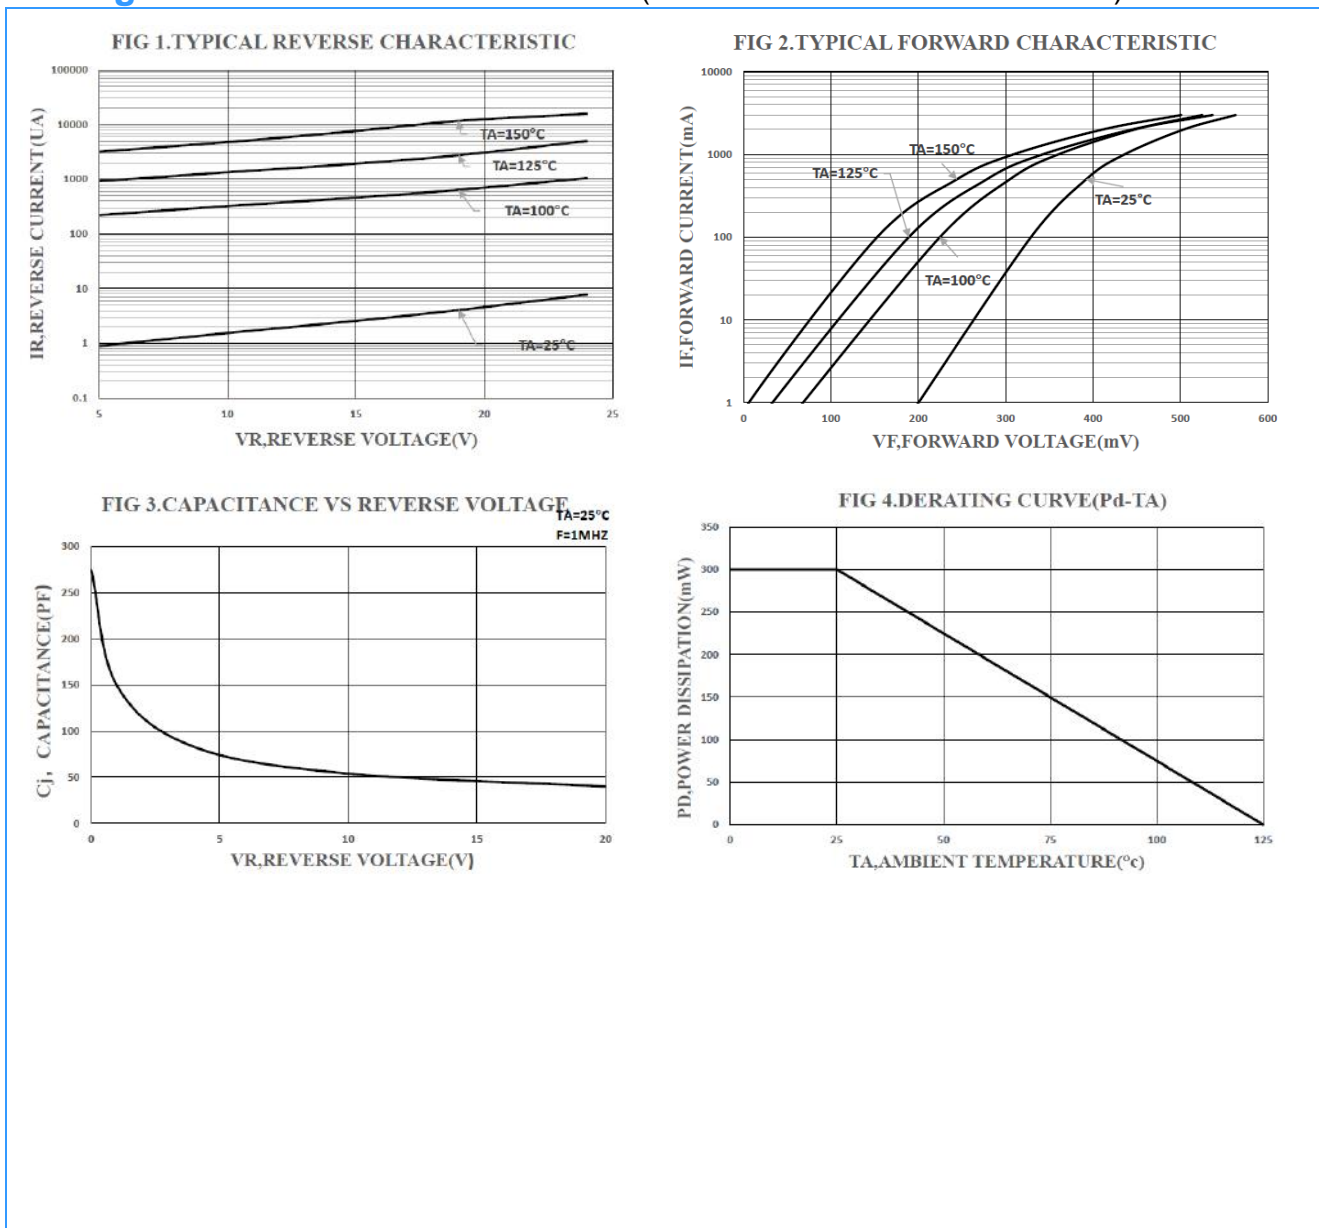 FIG 1.TYPICAL REVERSE CHARACTERISTIC
IR,REVERSE CURRENT(UA)
100000
10000
1000
100
10
1
0.1
TA=150°C
TA=125°C
TA=100°C
TA=25°C
5
10
15
20
25
VR,REVERSE VOLTAGE(V)
FIG 2.TYPICAL FORWARD CHARACTERISTIC
IF,FORWARD CURRENT(mA)
10000
1000
100
10
1
TA=150°C
TA=125°C
TA=25°C
TA=100°C
0
100
200
300
400
500
600
VF,FORWARD VOLTAGE(mV)
FIG 3.CAPACITANCE VS REVERSE VOLTAGE
TA=25°C
F=1MHZ
Cj, CAPACITANCE(PF)
300
250
200
150
100
50
0
0
5
10
15
20
VR,REVERSE VOLTAGE(V)
FIG 4.DERATING CURVE(Pd-TA)
PD,POWER DISSIPATION(mW)
350
300
250
200
150
100
50
0
0
25
50
75
100
125
TA,AMBIENT TEMPERATURE(°c)